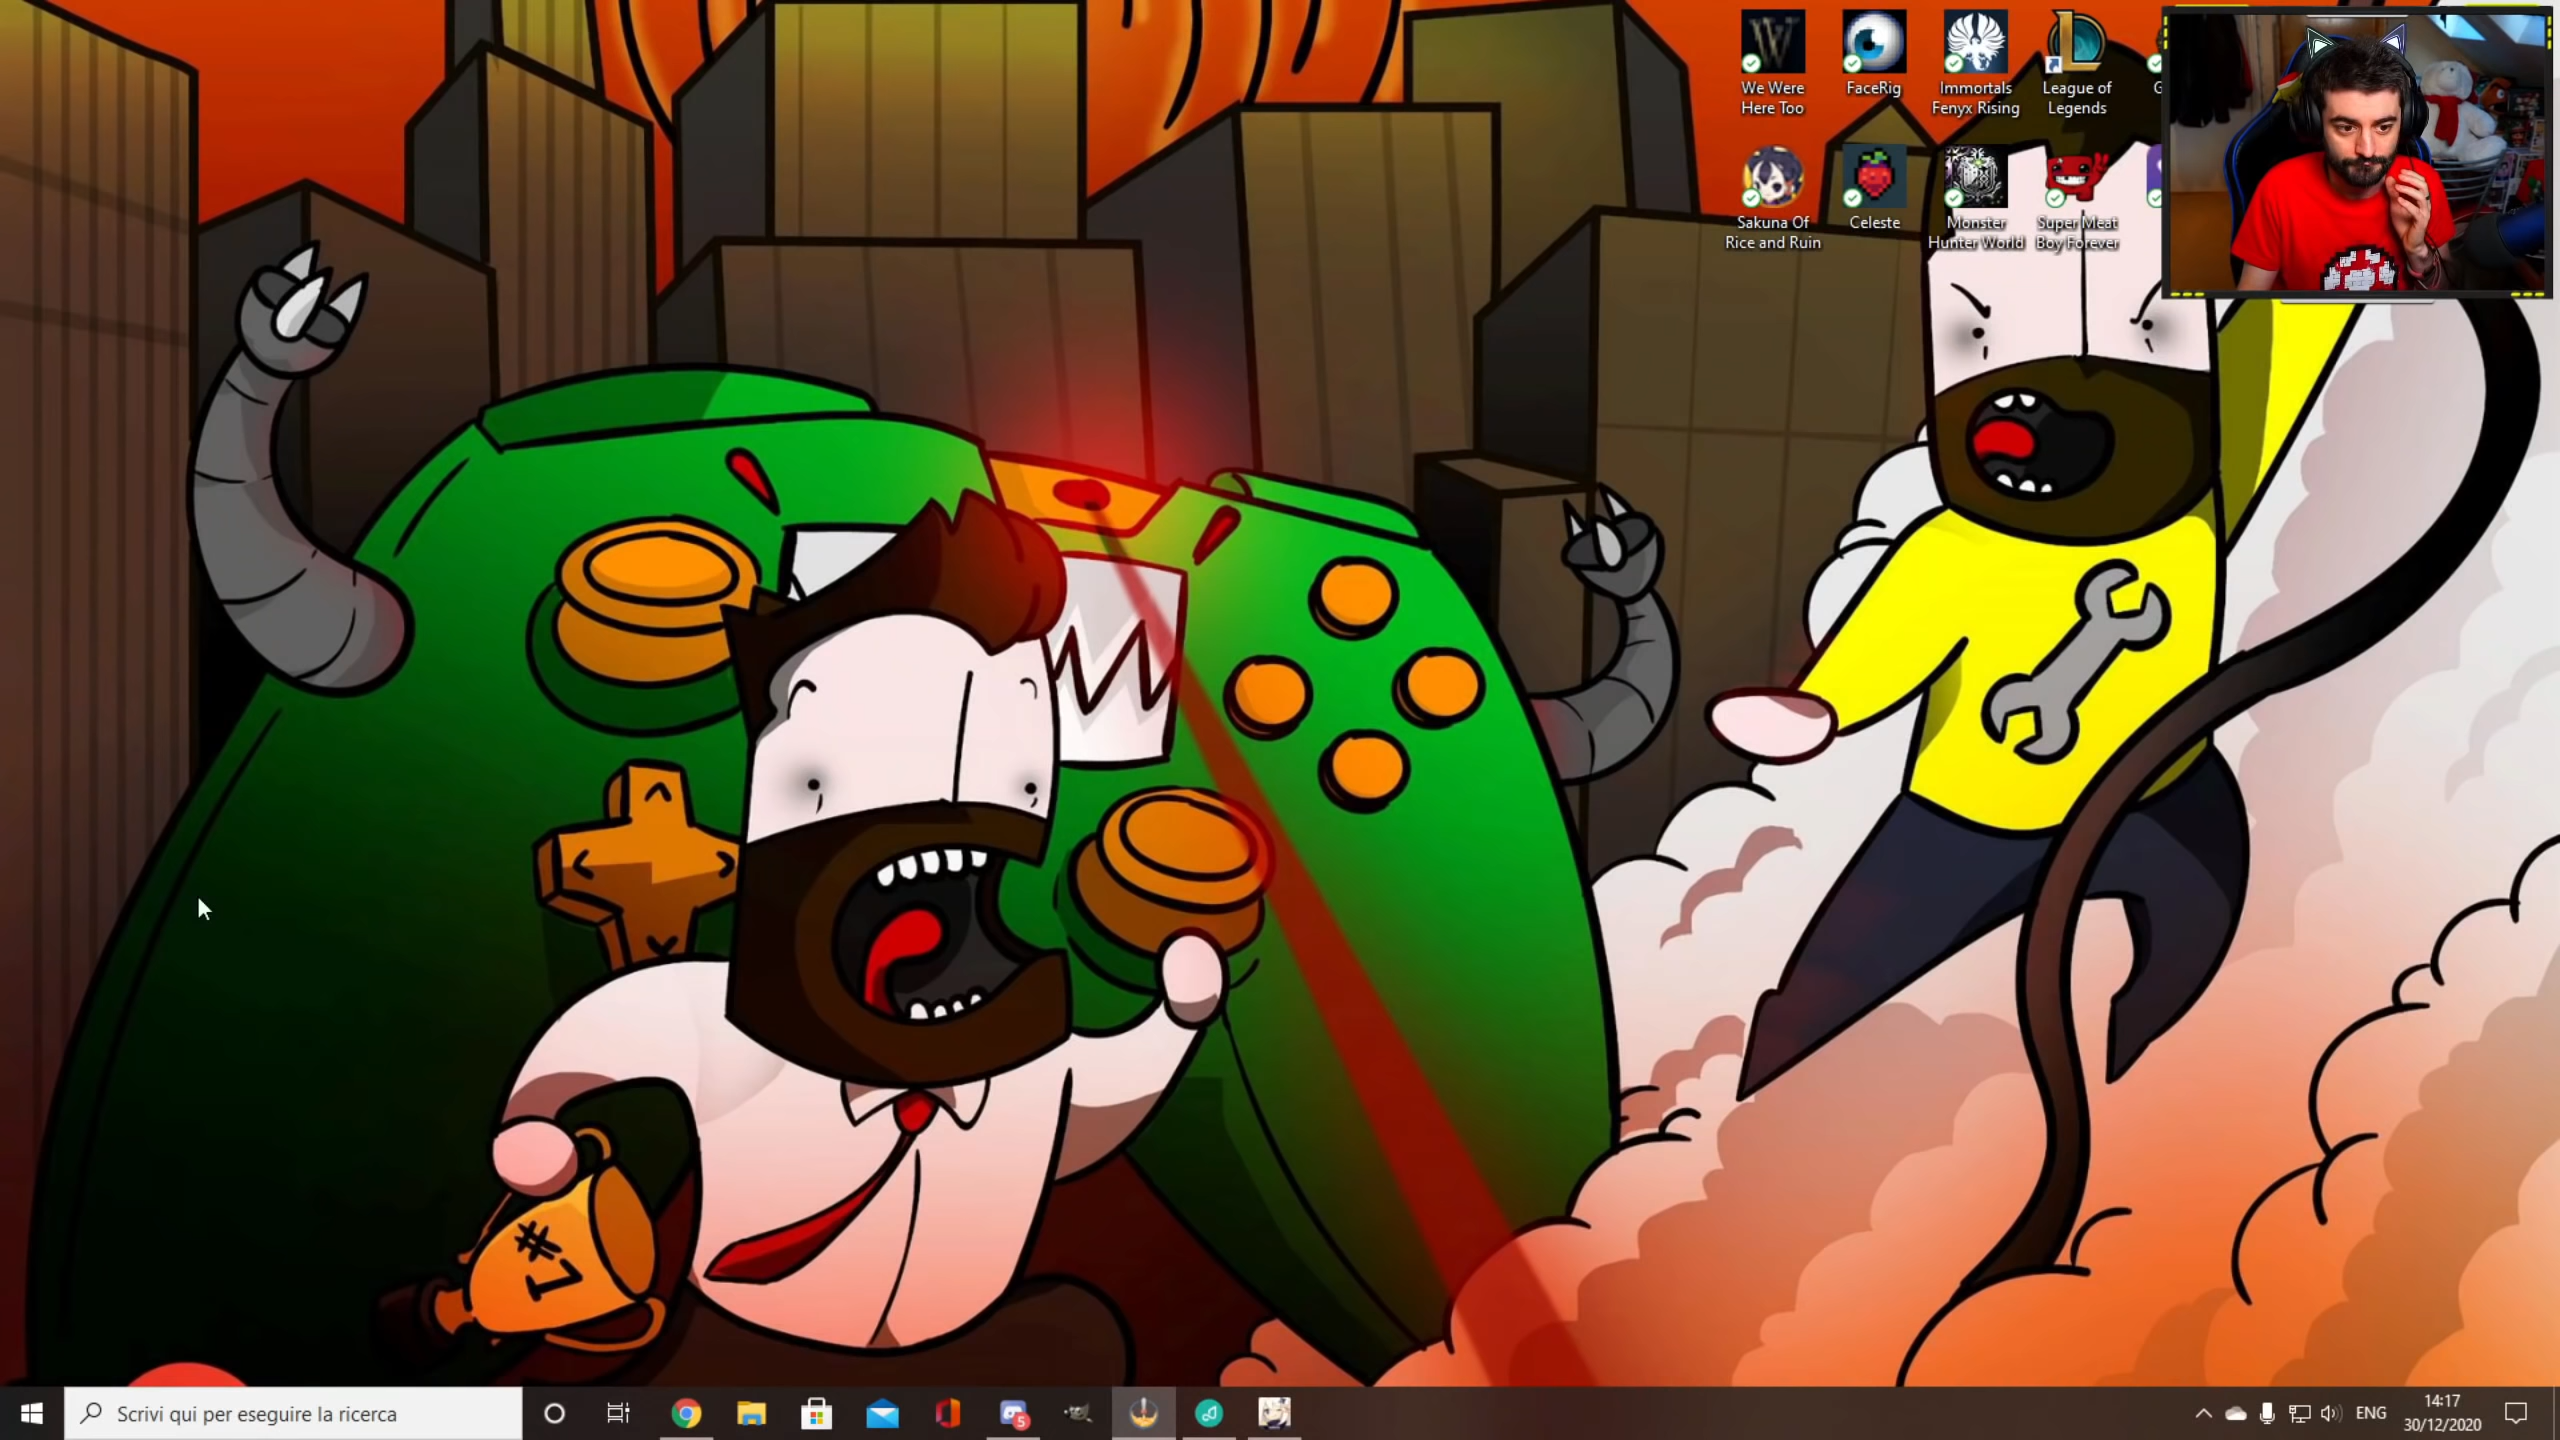 We Were
Here Too
FaceRig
Immortals
Fenyx Rising
League of
Legends
G
Sakuna Of
Rice and Ruin
Celeste
Monster
Hunter World
Super Meat
Boy Forever
#1
Scrivi qui per eseguire la ricerca
5
ENG
14:17
30/12/2020